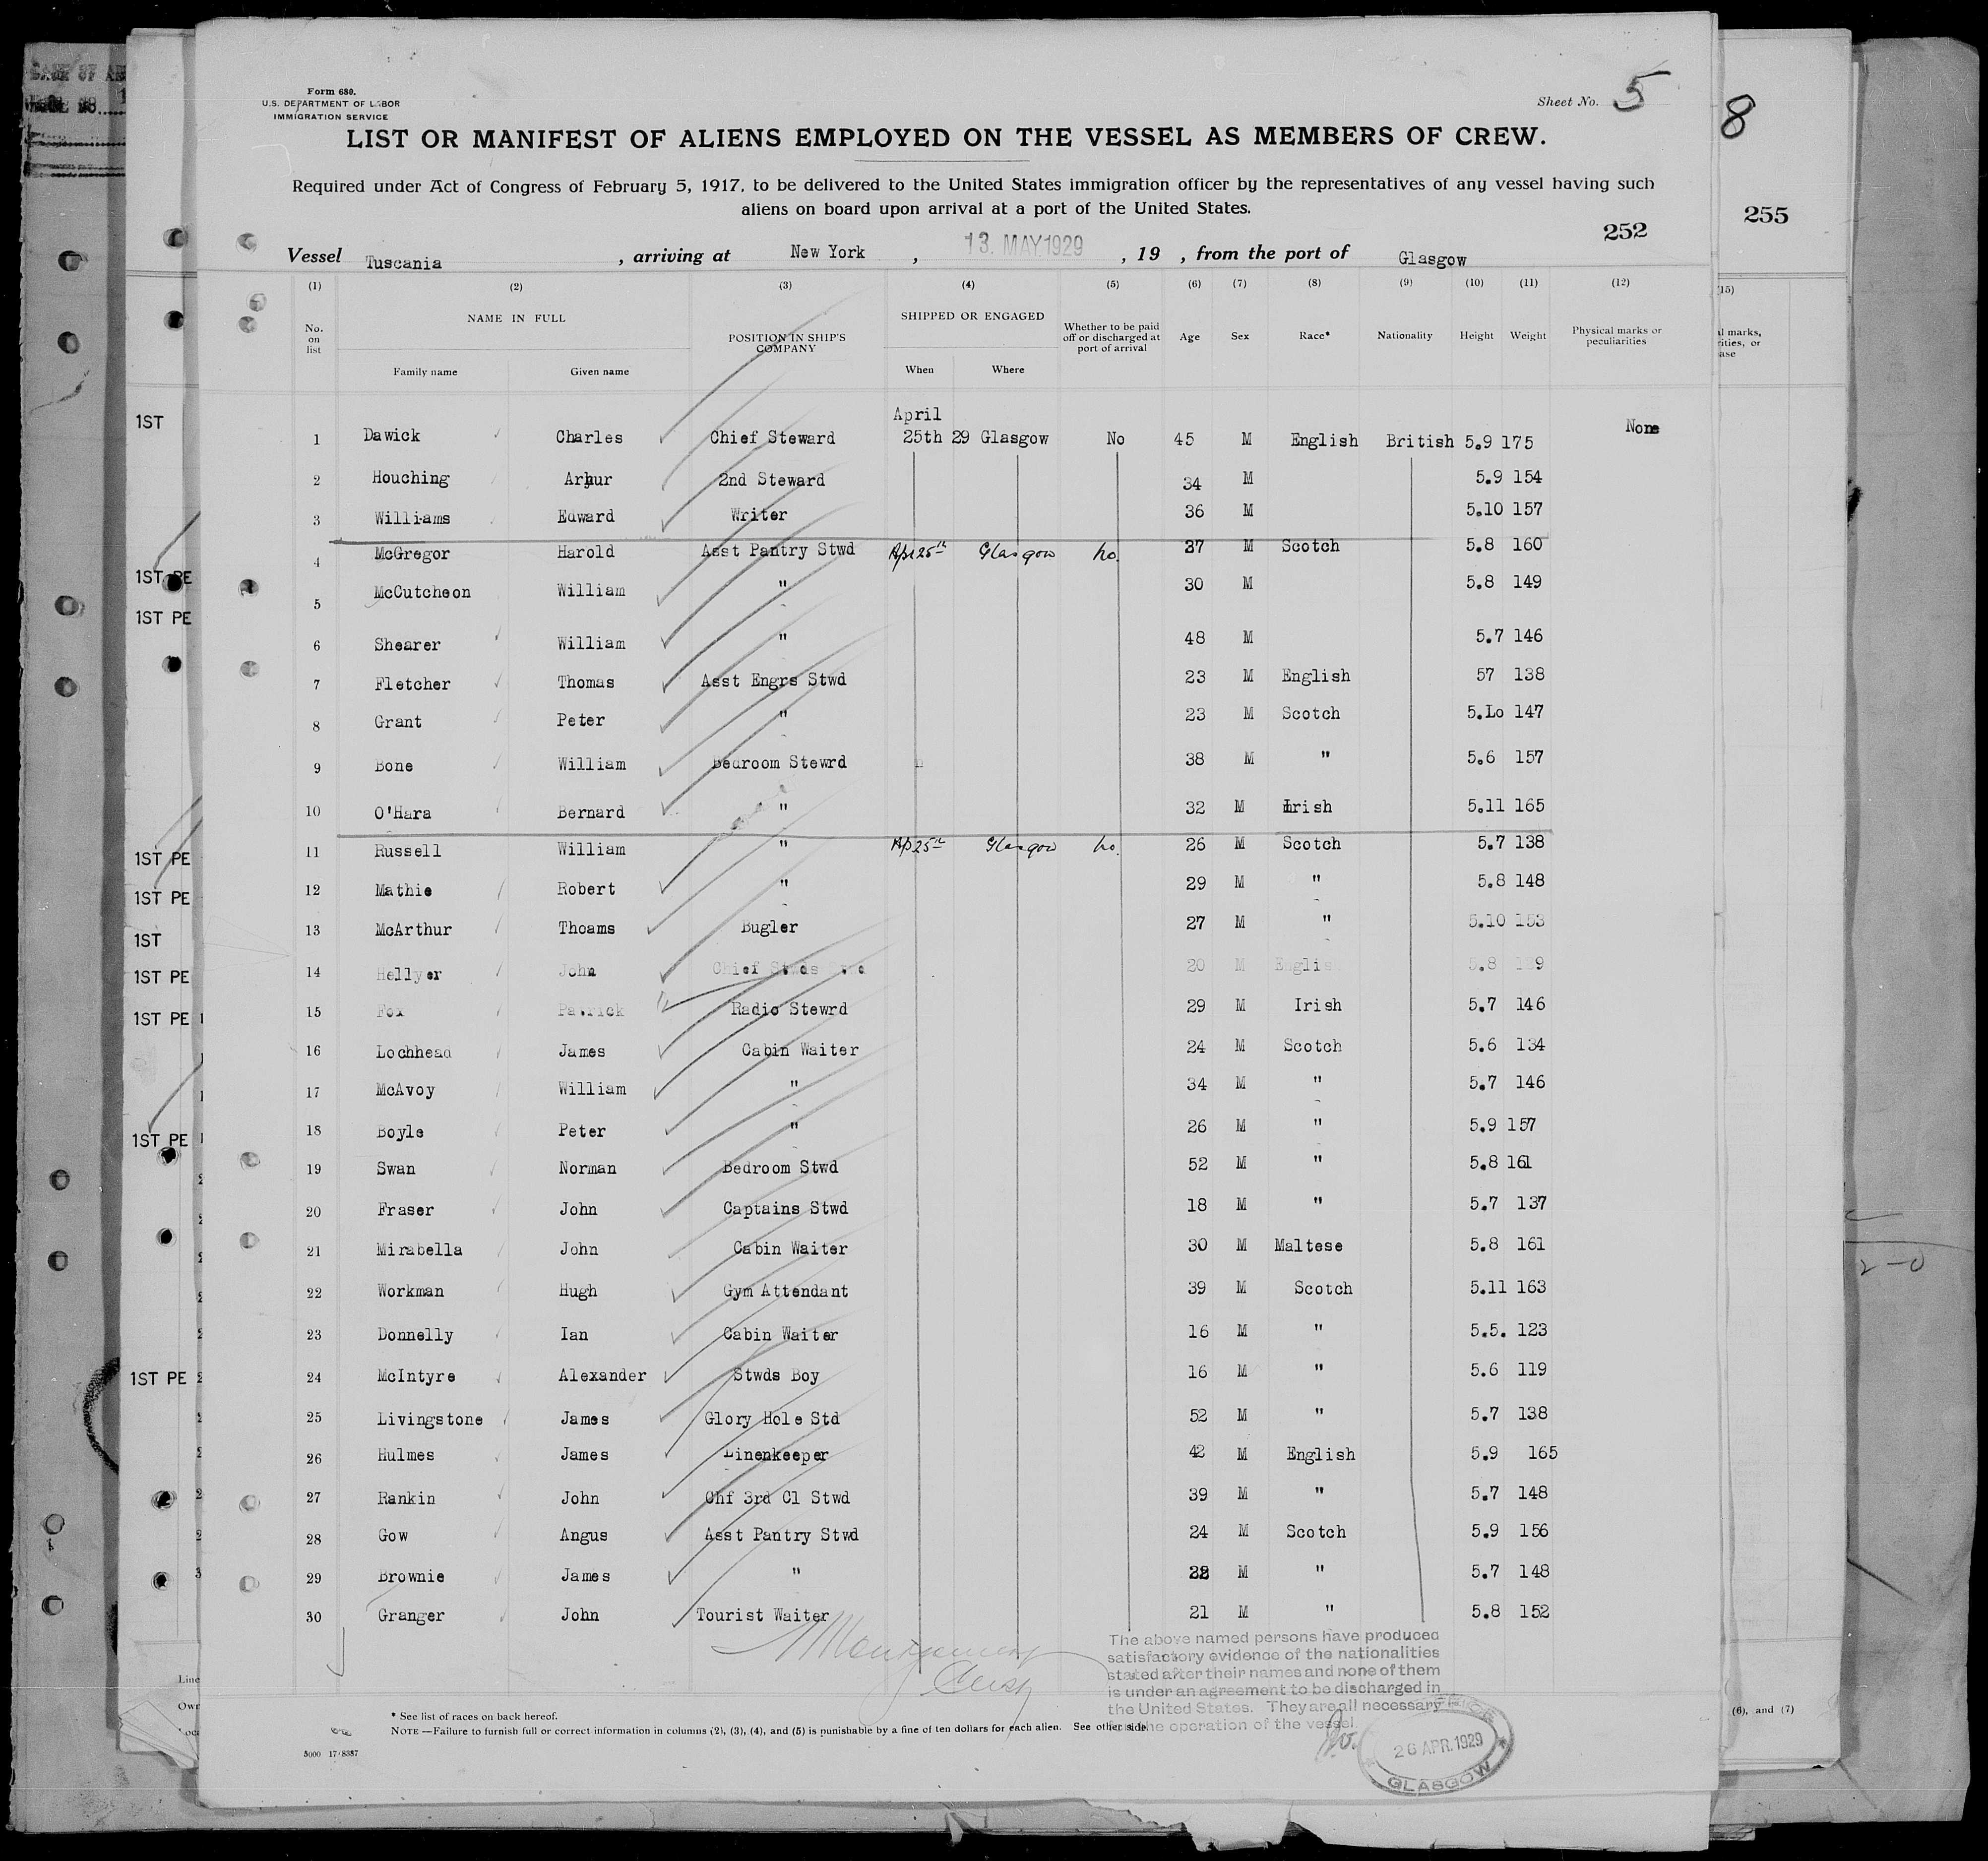 Form 680.
U.S. DEPARTMENT OF LABOR
IMMIGRATION SERVICE
Sheet No. 5
8
LIST OR MANIFEST OF ALIENS EMPLOYED ON THE VESSEL AS MEMBERS OF CREW.
Required under Act of Congress of February 5, 1917, to be delivered to the United States immigration officer by the representatives of any vessel having such
aliens on board upon arrival at a port of the United States.
252
255
Vessel Tuscania , arriving at New York , 13. MAY.1929 , 19 , from the port of Glasgow
(1) (2) (3) (4) (5) (6) (7) (8) (9) (10) (11) (12)
No. on list NAME IN FULL Family name Given name POSITION IN SHIP'S COMPANY SHIPPED OR ENGAGED When Where Whether to be paid off or discharged at port of arrival Age Sex Race* Nationality Height Weight Physical marks or peculiarities
April
1 Dawick Charles Chief Steward 25th 29 Glasgow No 45 M English British 5.9 175 None
2 Houching Arhur 2nd Steward 34 M 5.9 154
3 Williams Edward Writer 36 M 5.10 157
4 McGregor Harold Asst Pantry Stwd Apr 25th Glasgow no. 37 M Scotch 5.8 160
5 McCutcheon William " 30 M 5.8 149
6 Shearer William " 48 M 5.7 146
7 Fletcher Thomas Asst Engrs Stwd 23 M English 57 138
8 Grant Peter " 23 M Scotch 5.Lo 147
9 Bone William Bedroom Stewrd 38 M " 5.6 157
10 O'Hara Bernard " 32 M Irish 5.11 165
11 Russell William " Ap 25th Glasgow no. 26 M Scotch 5.7 138
12 Mathie Robert " 29 M " 5.8 148
13 McArthur Thoams Bugler 27 M " 5.10 153
14 Hellyer John Chief Stwds 20 M Englis 5.8
15 Fox Patrick Radio Stewrd 29 M Irish 5.7 146
16 Lochhead James Cabin Waiter 24 M Scotch 5.6 134
17 McAvoy William " 34 M " 5.7 146
18 Boyle Peter " 26 M " 5.9 157
19 Swan Norman Bedroom Stwd 52 M " 5.8 161
20 Fraser John Captains Stwd 18 M " 5.7 137
21 Mirabella John Cabin Waiter 30 M Maltese 5.8 161
22 Workman Hugh Gym Attendant 39 M Scotch 5.11 163
23 Donnelly Ian Cabin Waiter 16 M " 5.5. 123
24 McIntyre Alexander Stwds Boy 16 M " 5.6 119
25 Livingstone James Glory Hole Std 52 M " 5.7 138
26 Hulmes James Linenkeeper 42 M English 5.9 165
27 Rankin John Chf 3rd Cl Stwd 39 M " 5.7 148
28 Gow Angus Asst Pantry Stwd 24 M Scotch 5.9 156
29 Brownie James " M " 5.7 148
30 Granger John Tourist Waiter 21 M " 5.8 152
The above named persons have produced
satisfactory evidence of the nationalities
stated after their names and none of them
is under an agreement to be discharged in
the United States. They are all necessary
the operation of the vessel.
* See list of races on back hereof.
NOTE.—Failure to furnish full or correct information in columns (2), (3), (4), and (5) is punishable by a fine of ten dollars for each alien. See other side.
26 APR.1929
GLASGOW
(6), and (7)